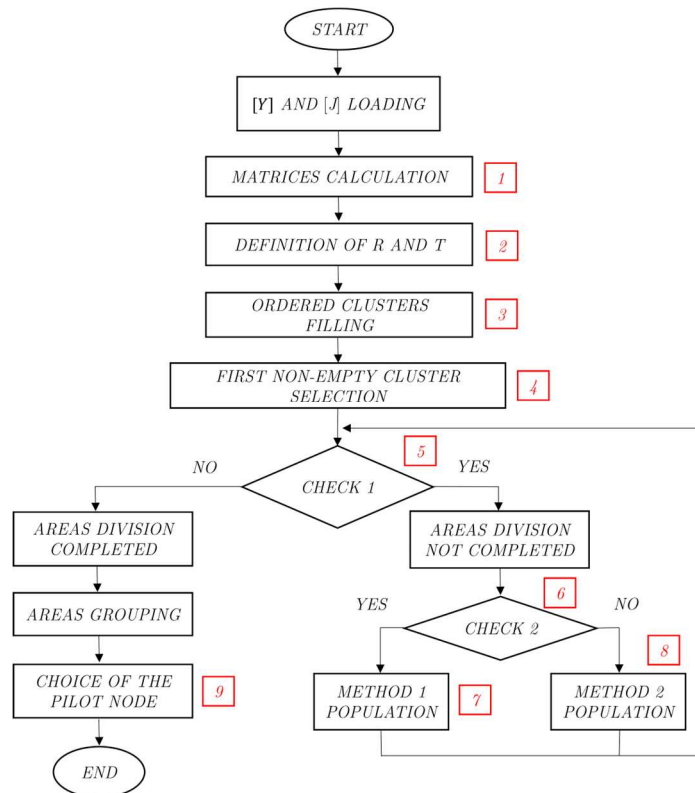 START
[Y] AND [J] LOADING
MATRICES CALCULATION
1
DEFINITION OF R AND T
2
ORDERED CLUSTERS
FILLING
3
FIRST NON-EMPTY CLUSTER
SELECTION
4
5
NO
YES
CHECK 1
AREAS DIVISION
COMPLETED
AREAS DIVISION
NOT COMPLETED
6
YES
NO
AREAS GROUPING
CHECK 2
8
CHOICE OF THE
PILOT NODE
9
METHOD 1
POPULATION
7
METHOD 2
POPULATION
END